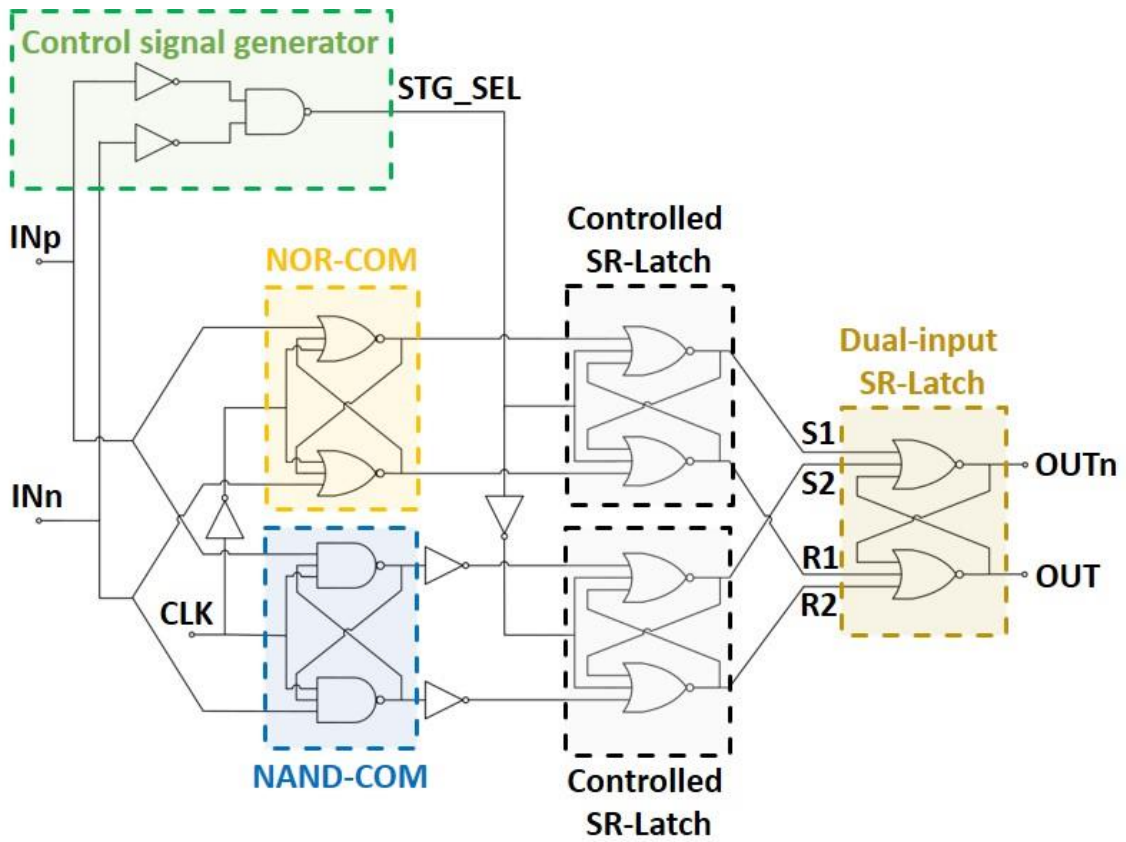 Control signal generator
STG_SEL
INp
Controlled
SR-Latch
NOR-COM
Dual-input
SR-Latch
S1
OUTn
S2
INn
R1
OUT
R2
CLK
NAND-COM
Controlled
SR-Latch